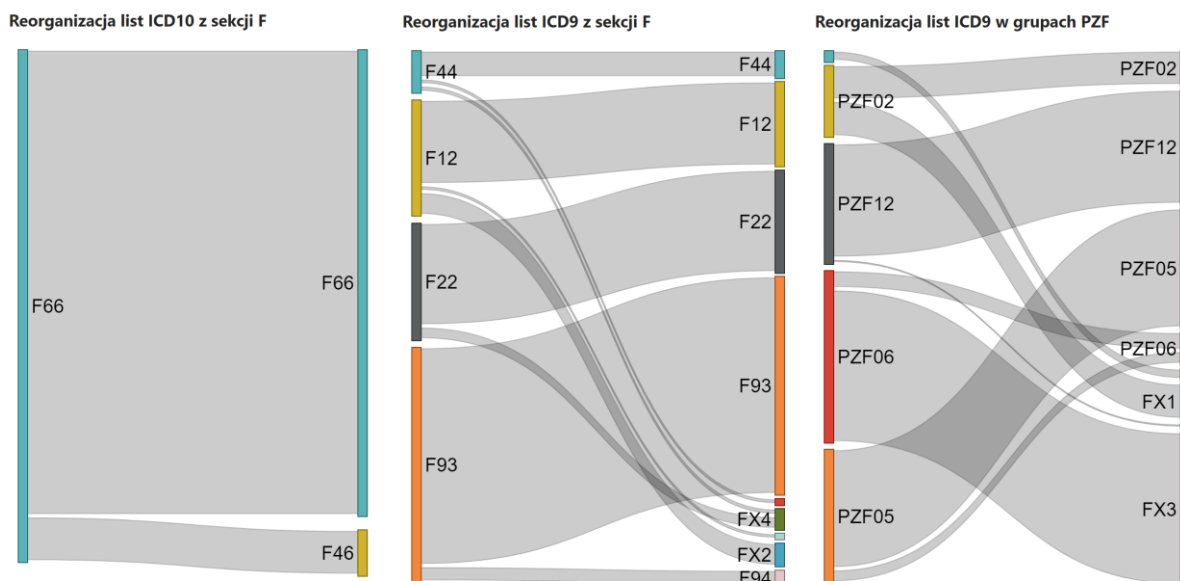 Reorganizacja list ICD10 z sekcji F
F66
F66
F46
Reorganizacja list ICD9 z sekcji F
F44
F12
F22
F93
F44
F12
F22
F93
FX4
FX2
F94
Reorganizacja list ICD9 w grupach PZF
PZF02
PZF12
PZF06
PZF05
PZF02
PZF12
PZF05
PZF06
FX1
FX3